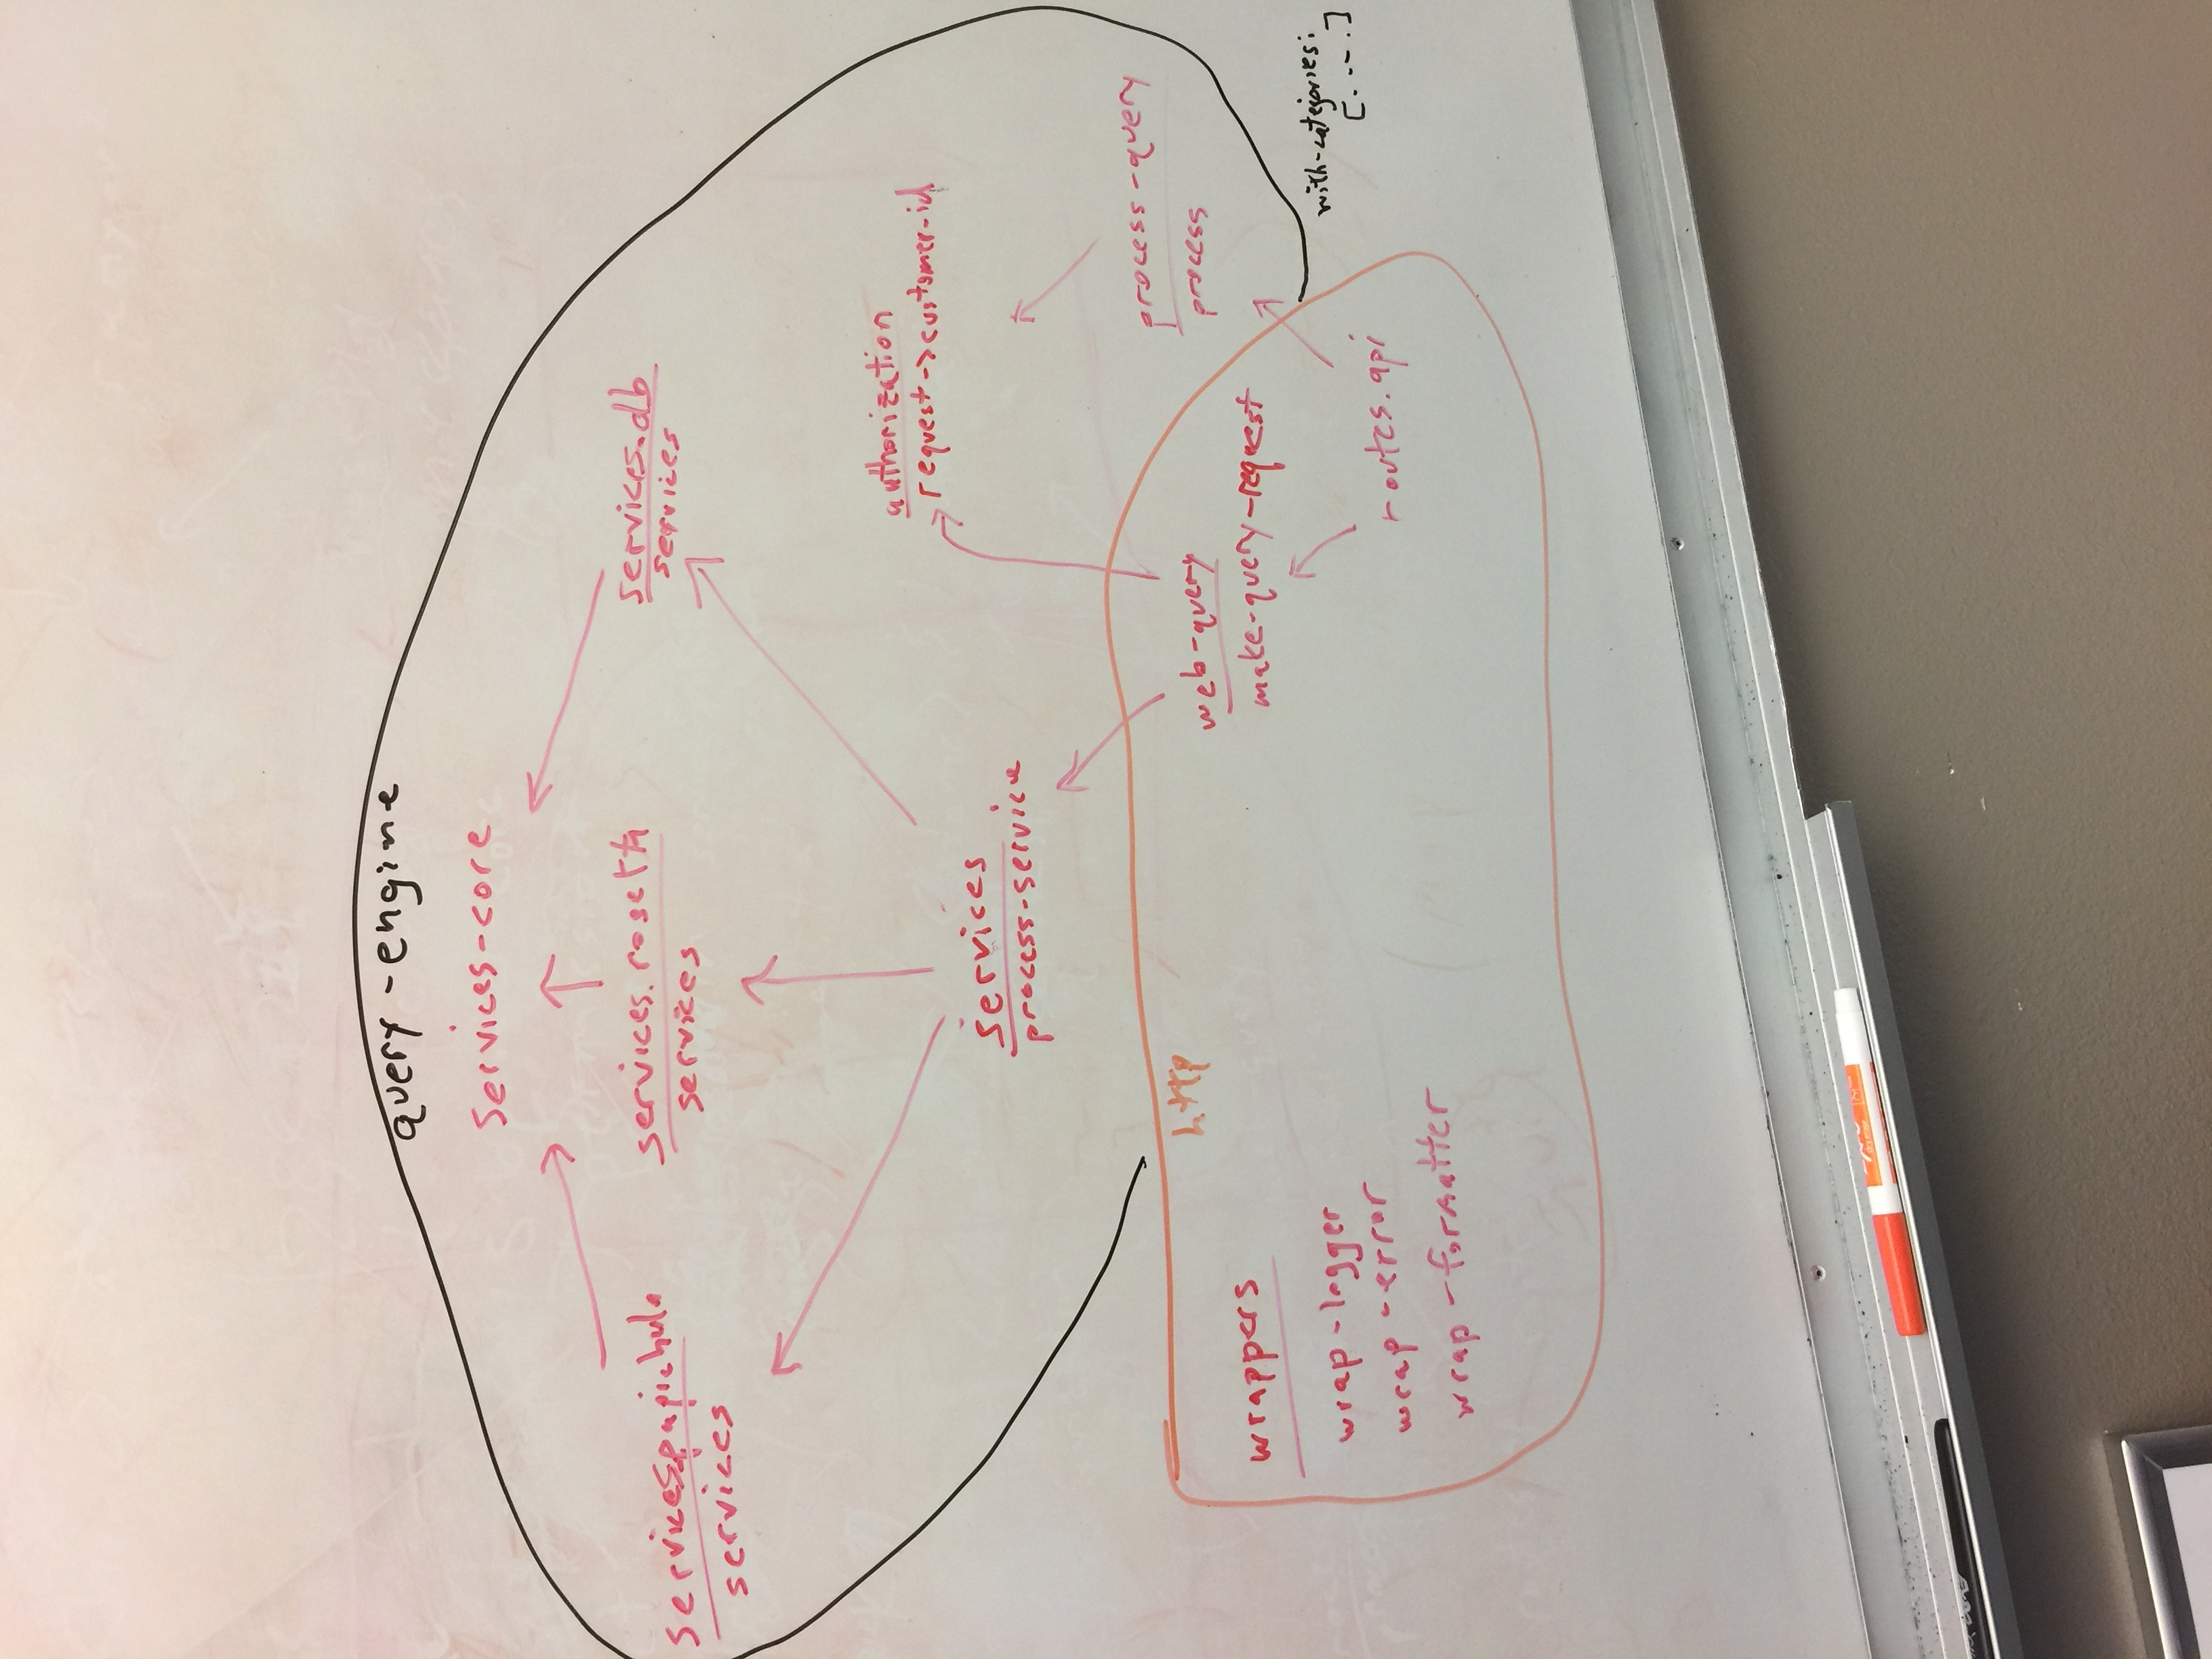 query-engine
services-core
services.papichulo
services
services.rosetta
services
services.db
services
authorization
request->customer-id
services
process-service
process-query
process
http
web-query
make-query-request
wrappers
wrap-logger
wrap-error
wrap-formatter
routes.api
with-categories:
[....]